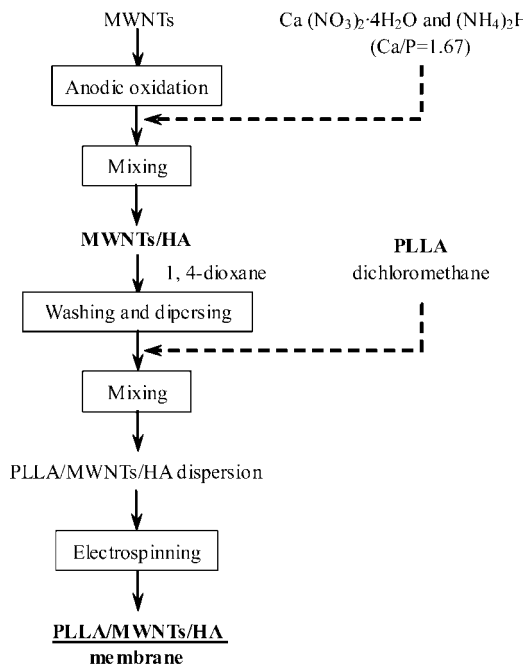 MWNTs
Ca (NO₃)₂·4H₂O and (NH₄)₂H
(Ca/P=1.67)
Anodic oxidation
Mixing
MWNTs/HA
PLLA
1, 4-dioxane
dichloromethane
Washing and dipersing
Mixing
PLLA/MWNTs/HA dispersion
Electrospinning
PLLA/MWNTs/HA
membrane